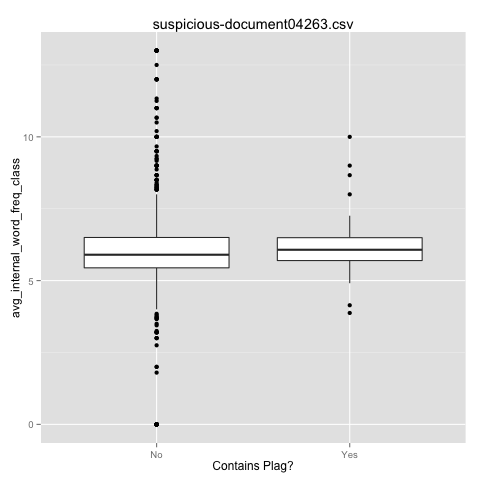 suspicious-document04263.csv
avg_internal_word_freq_class
10
5
0
No Yes
Contains Plag?